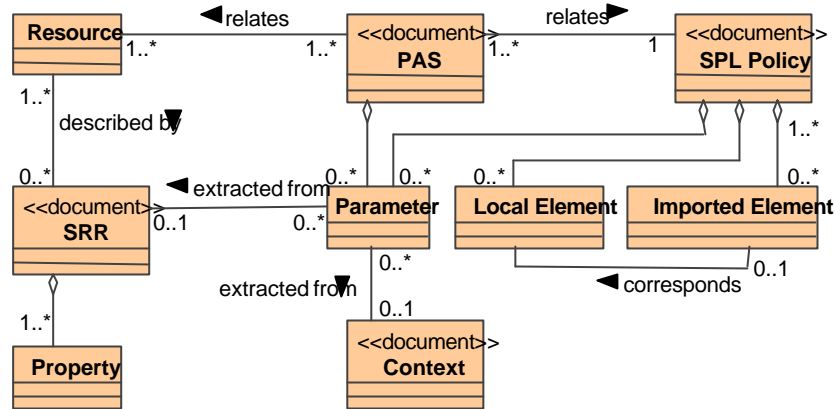 relates
relates
Resource
<<document>>
PAS
<<document>>
SPL Policy
1..*
1..*
1..*
1
1..*
described by
1..*
0..*
extracted from
0..*
0..*
0..*
0..*
<<document>
SRR
0..1
0..*
Parameter
Local Element
Imported Element
0..*
0..1
corresponds
extracted from
1..*
0..1
<<document>>
Context
Property